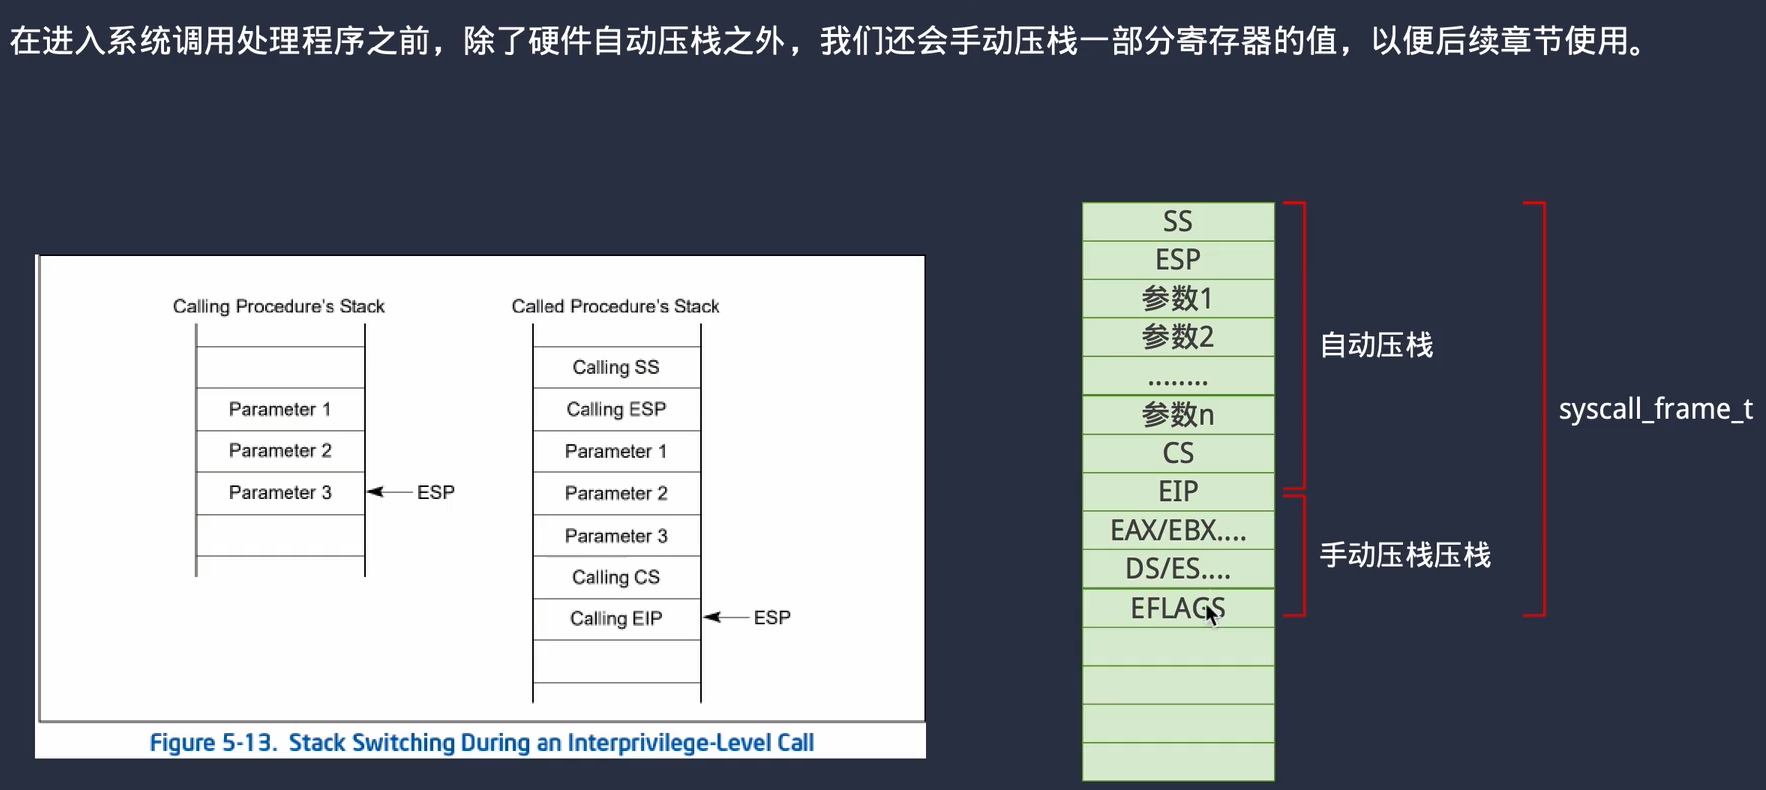 在进入系统调用处理程序之前，除了硬件自动压栈之外，我们还会手动压栈一部分寄存器的值，以便后续章节使用。
Calling Procedure's Stack
Parameter 1
Parameter 2
Parameter 3
ESP
Called Procedure's Stack
Calling SS
Calling ESP
Parameter 1
Parameter 2
Parameter 3
Calling CS
Calling EIP
ESP
Figure 5-13. Stack Switching During an Interprivilege-Level Call
SS
ESP
参数1
参数2
........
参数n
CS
EIP
EAX/EBX....
DS/ES....
EFLAGS
自动压栈
手动压栈压栈
syscall_frame_t